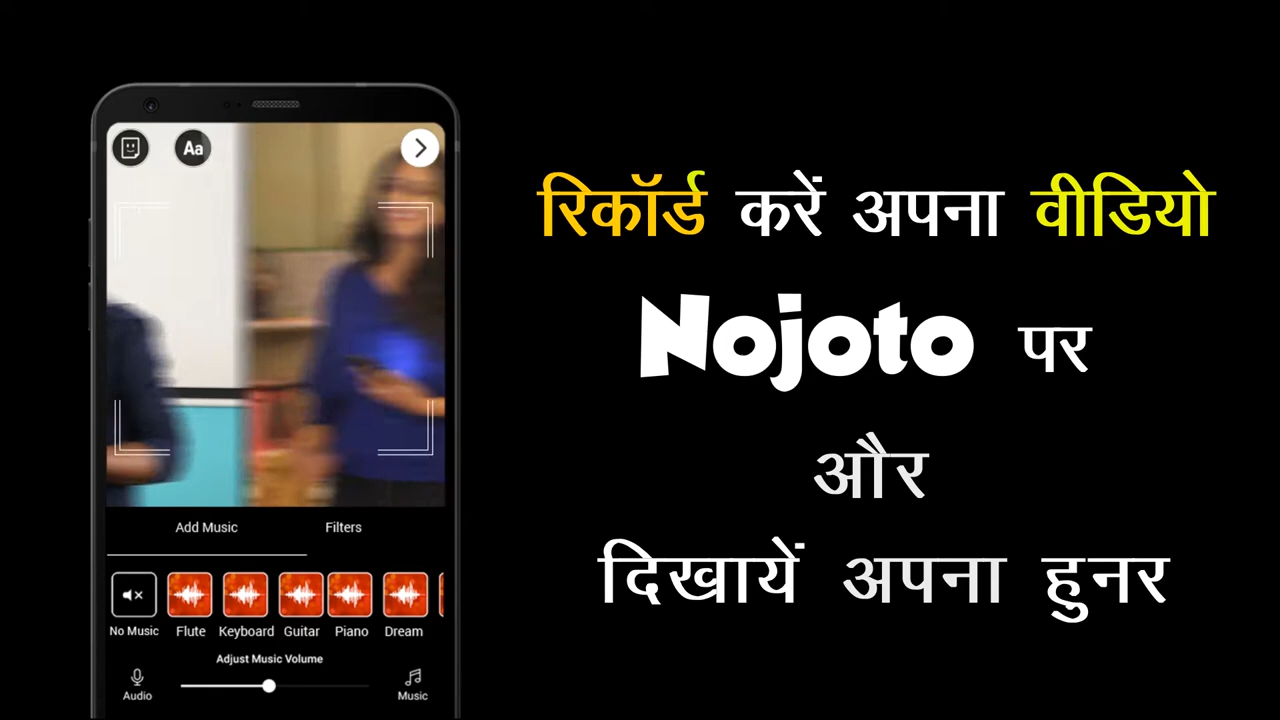 Aa
Add Music Filters
No Music Flute Keyboard Guitar Piano Dream
Adjust Music Volume
Audio Music
रिकॉर्ड करें अपना वीडियो
Nojoto पर
और
दिखायें अपना हुनर